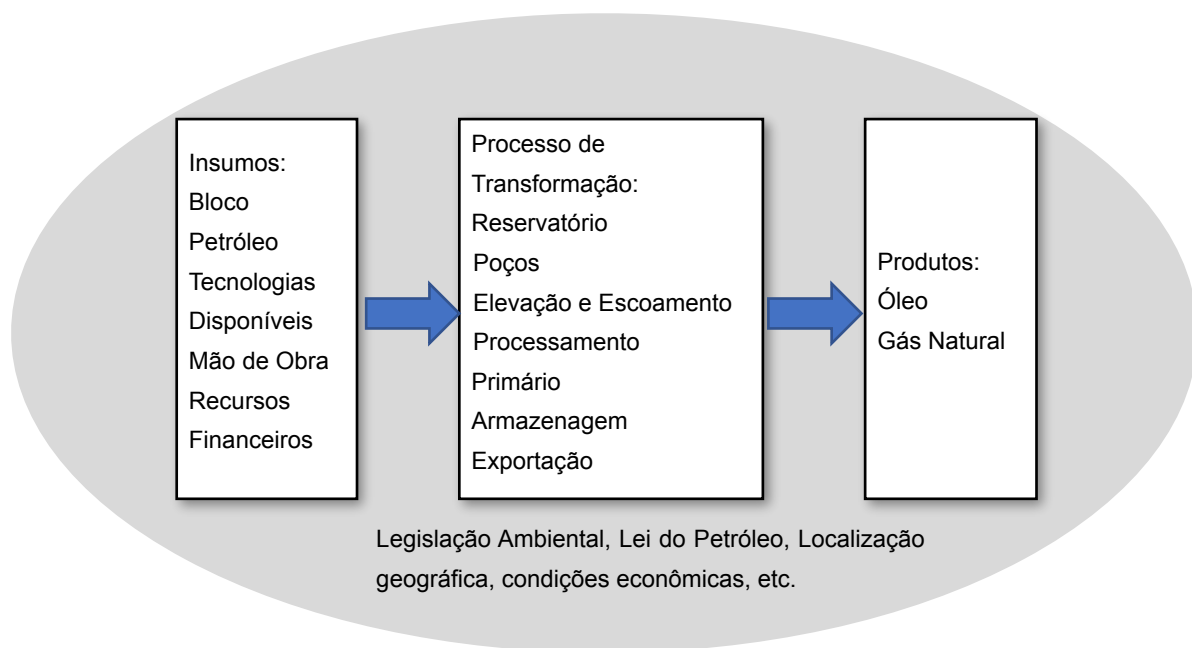 Insumos:
Bloco
Petróleo
Tecnologias
Disponíveis
Mão de Obra
Recursos
Financeiros
Processo de
Transformação:
Reservatório
Poços
Elevação e Escoamento
Processamento
Primário
Armazenagem
Exportação
Produtos:
Óleo
Gás Natural
Legislação Ambiental, Lei do Petróleo, Localização
geográfica, condições econômicas, etc.